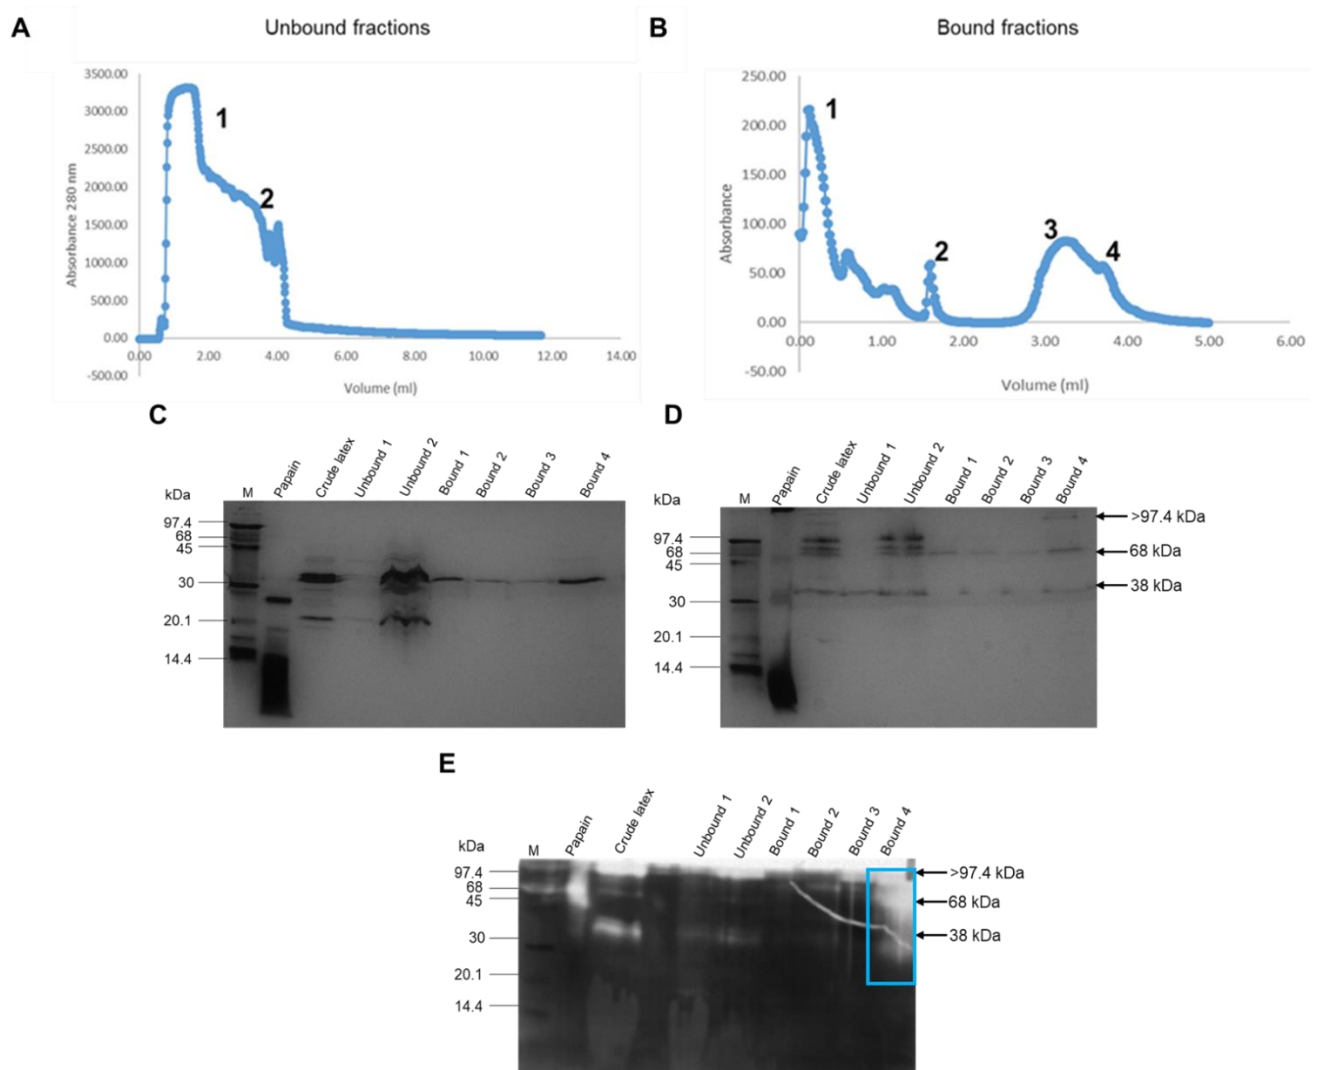 A
Unbound fractions
3500.00
3000.00
2500.00
2000.00
1500.00
1000.00
500.00
0.00
-500.00
Absorbance 280 nm
1
2
0.00 2.00 4.00 6.00 8.00 10.00 12.00 14.00
Volume (ml)
B
Bound fractions
250.00
200.00
150.00
100.00
50.00
0.00
-50.00
Absorbance
1
2
3
4
0.00 1.00 2.00 3.00 4.00 5.00 6.00
Volume (ml)
C
kDa
M
Papain
Crude latex
Unbound 1
Unbound 2
Bound 1
Bound 2
Bound 3
Bound 4
97.4
68
45
30
20.1
14.4
D
kDa
M
Papain
Crude latex
Unbound 1
Unbound 2
Bound 1
Bound 2
Bound 3
Bound 4
97.4
68
45
30
20.1
14.4
>97.4 kDa
68 kDa
38 kDa
E
kDa
M
Papain
Crude latex
Unbound 1
Unbound 2
Bound 1
Bound 2
Bound 3
Bound 4
97.4
68
45
30
20.1
14.4
>97.4 kDa
68 kDa
38 kDa